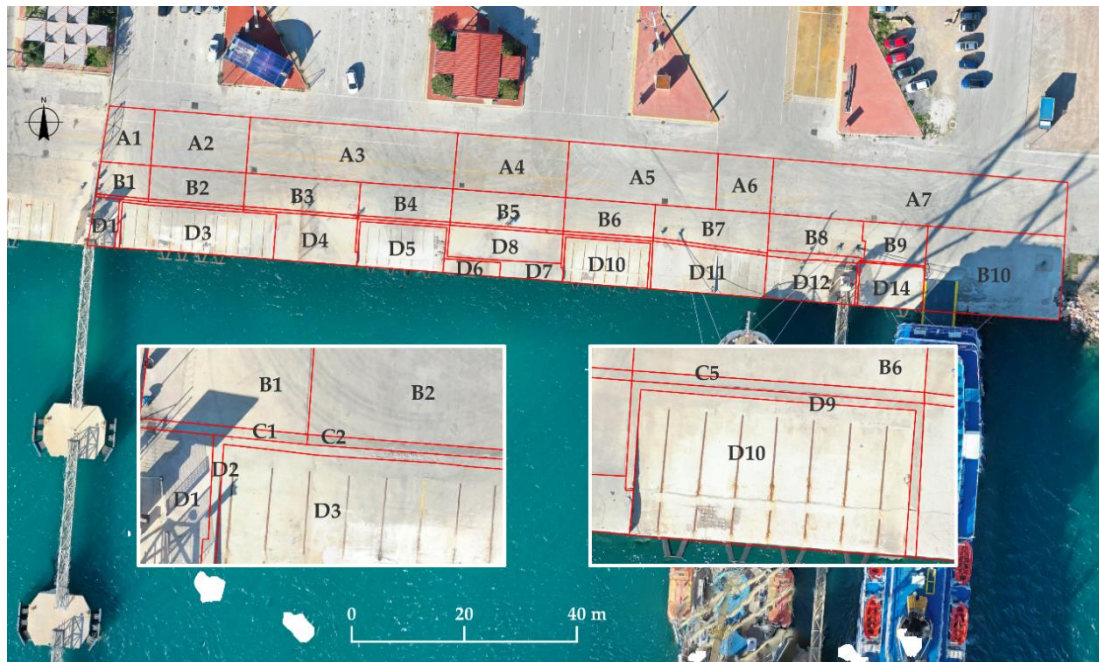 A1 A2 A3 A4 A5 A6 A7
B1 B2 B3 B4 B5 B6 B7 B8 B9 B10
D1 D3 D4 D5 D6 D7 D8 D10 D11 D12 D14
B1 B2
C1 C2
D2
D1 D3
C5 B6
D9
D10
0 20 40 m